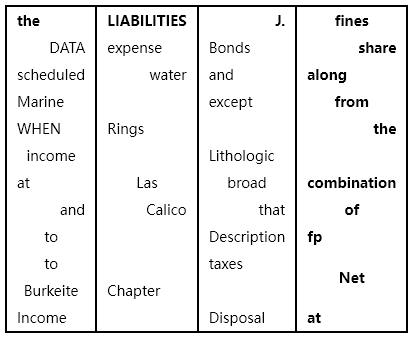 the LIABILITIES J. fines
DATA expense Bonds share
scheduled water and along
Marine except from
WHEN Rings the
income Lithologic
at Las broad combination
and Calico that of
to Description fp
to taxes
Net
Burkeite Chapter
Income Disposal at